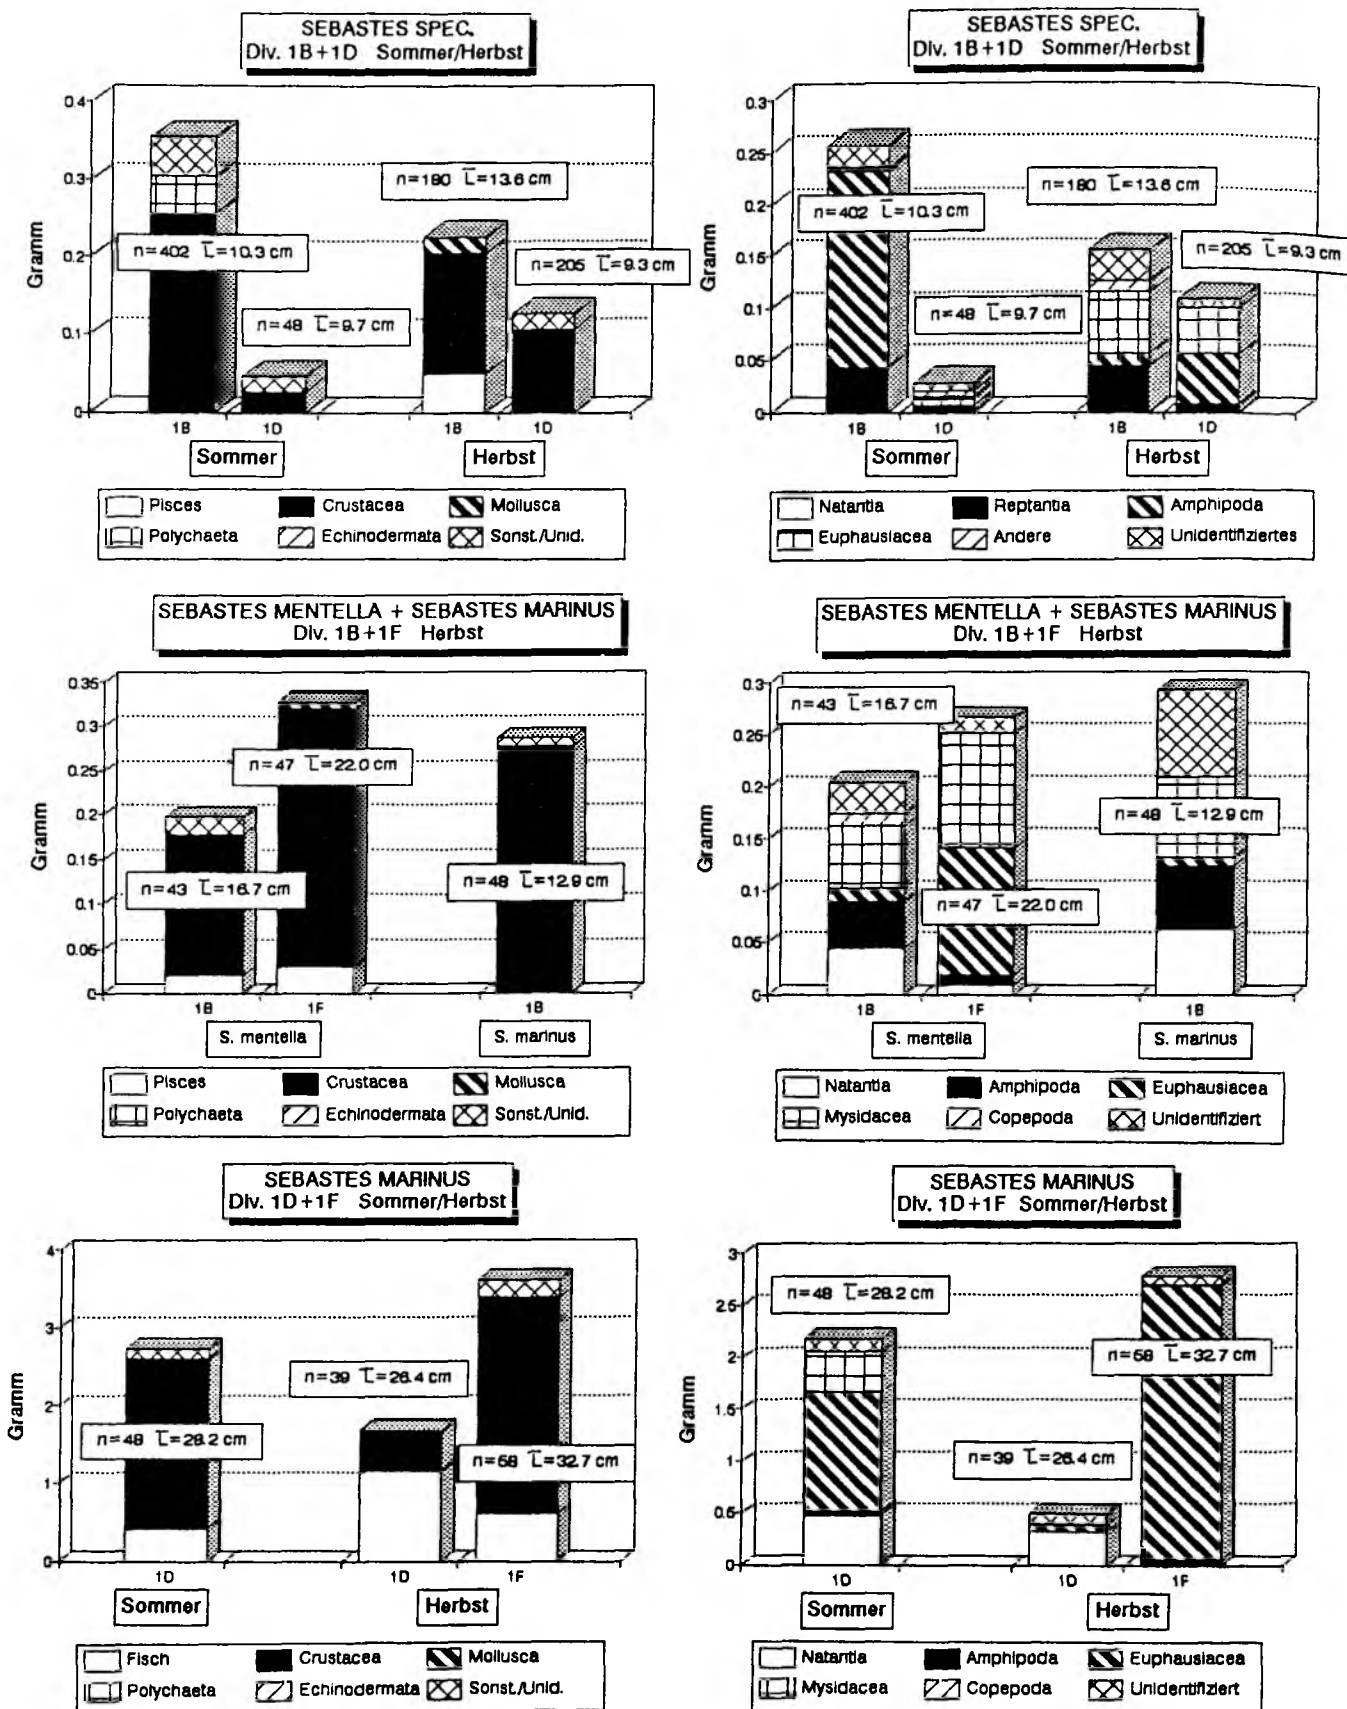 SEBASTES SPEC.
Div. 1B+1D Sommer/Herbst
Gramm
0.4
0.3
0.2
0.1
0
n=402 L̅=10.3 cm
n=48 L̅=9.7 cm
n=180 L̅=13.6 cm
n=205 L̅=9.3 cm
1B 1D 1B 1D
Sommer Herbst
Pisces Crustacea Mollusca
Polychaeta Echinodermata Sonst./Unid.
SEBASTES SPEC.
Div. 1B+1D Sommer/Herbst
Gramm
0.3
0.25
0.2
0.15
0.1
0.05
0
n=402 L̅=10.3 cm
n=48 L̅=9.7 cm
n=180 L̅=13.6 cm
n=205 L̅=9.3 cm
1B 1D 1B 1D
Sommer Herbst
Natantia Reptantia Amphipoda
Euphausiacea Andere Unidentifiziertes
SEBASTES MENTELLA + SEBASTES MARINUS
Div. 1B+1F Herbst
Gramm
0.35
0.3
0.25
0.2
0.15
0.1
0.05
0
n=43 L̅=16.7 cm
n=47 L̅=22.0 cm
n=48 L̅=12.9 cm
1B 1F 1B
S. mentella S. marinus
Pisces Crustacea Mollusca
Polychaeta Echinodermata Sonst./Unid.
SEBASTES MENTELLA + SEBASTES MARINUS
Div. 1B+1F Herbst
Gramm
0.3
0.25
0.2
0.15
0.1
0.05
0
n=43 L̅=16.7 cm
n=47 L̅=22.0 cm
n=48 L̅=12.9 cm
1B 1F 1B
S. mentella S. marinus
Natantia Amphipoda Euphausiacea
Mysidacea Copepoda Unidentifiziert
SEBASTES MARINUS
Div. 1D+1F Sommer/Herbst
Gramm
4
3
2
1
0
n=48 L̅=28.2 cm
n=39 L̅=26.4 cm
n=58 L̅=32.7 cm
1D 1D 1F
Sommer Herbst
Fisch Crustacea Mollusca
Polychaeta Echinodermata Sonst./Unid.
SEBASTES MARINUS
Div. 1D+1F Sommer/Herbst
Gramm
3
2.5
2
1.5
1
0.5
0
n=48 L̅=28.2 cm
n=39 L̅=26.4 cm
n=58 L̅=32.7 cm
1D 1D 1F
Sommer Herbst
Natantia Amphipoda Euphausiacea
Mysidacea Copepoda Unidentifiziert